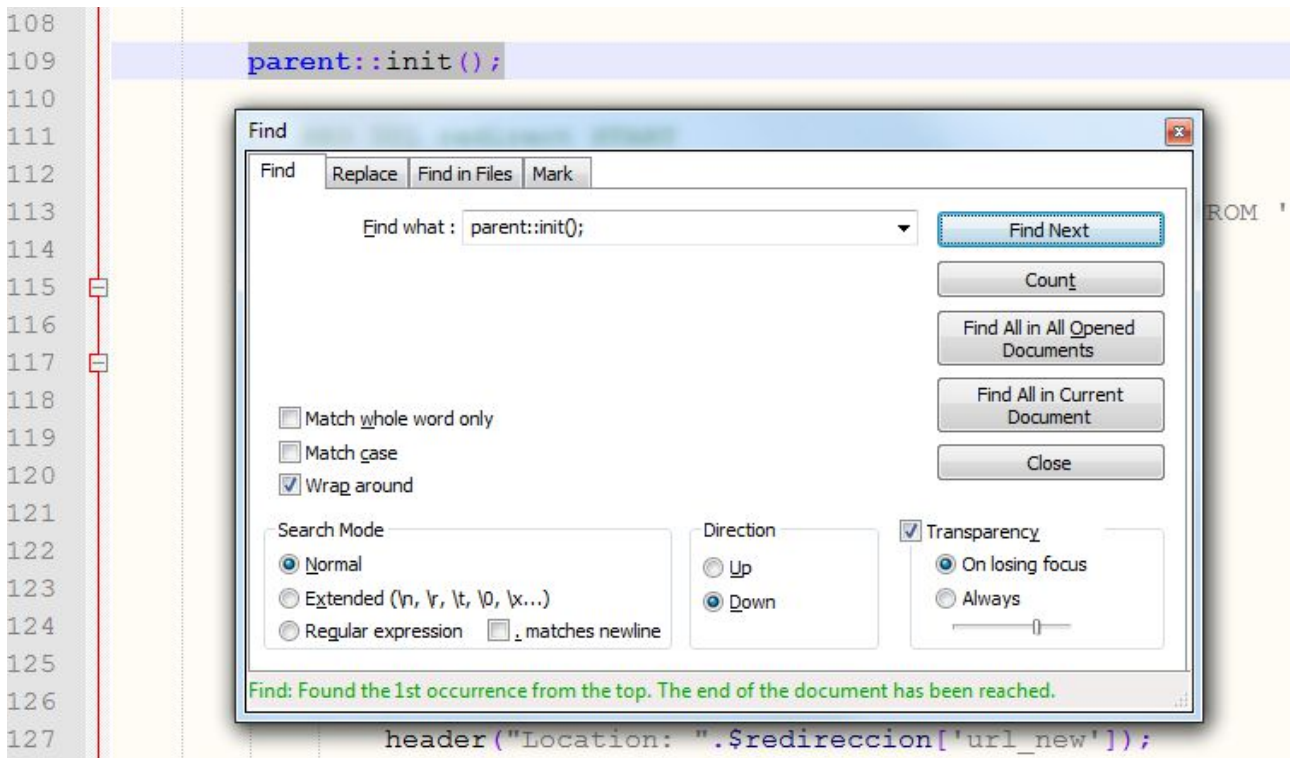 108
109 parent::init();
110
111
112
113 ROM '
114
115
116
117
118
119
120
121
122
123
124
125
126
127 header("Location: ".$redireccion['url_new']);
Find
Find Replace Find in Files Mark
Find what : parent::init(); Find Next
Count
Find All in All Opened
Documents
Find All in Current
Document
Match whole word only
Match case
Close
Wrap around
Search Mode Direction Transparency
Normal Up On losing focus
Extended (\n, \r, \t, \0, \x...) Down Always
Regular expression . matches newline
Find: Found the 1st occurrence from the top. The end of the document has been reached.